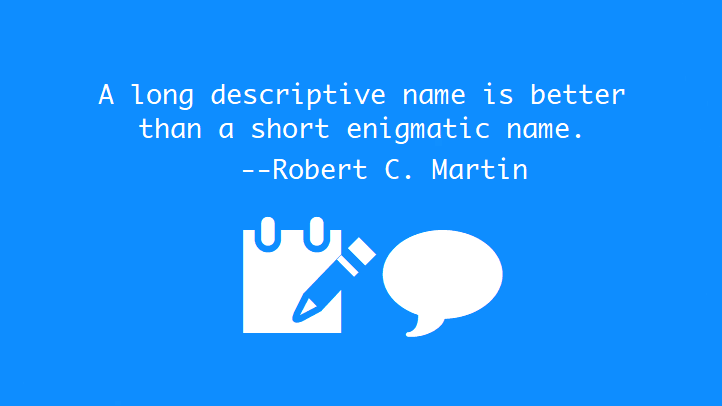 A long descriptive name is better
than a short enigmatic name.
--Robert C. Martin